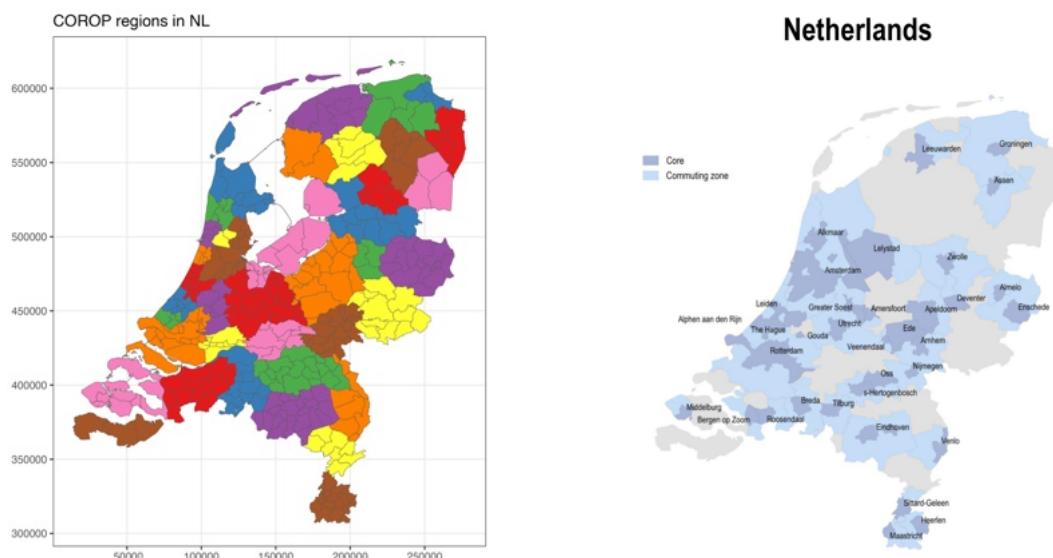 COROP regions in NL
600000
550000
500000
450000
400000
350000
300000
50000
100000
150000
200000
250000
Netherlands
Core
Commuting zone
Leeuwarden
Groningen
Assen
Alkmaar
Lelystad
Zwolle
Amsterdam
Almelo
Deventer
Enschede
Leiden
Greater Soest
Amersfoort
Apeldoorn
Alphen aan den Rijn
The Hague
Utrecht
Ede
Gouda
Arnhem
Rotterdam
Veenendaal
Nijmegen
Oss
s-Hertogenbosch
Middelburg
Breda
Tilburg
Bergen op Zoom
Roosendaal
Eindhoven
Venlo
Sittard-Geleen
Heerlen
Maastricht